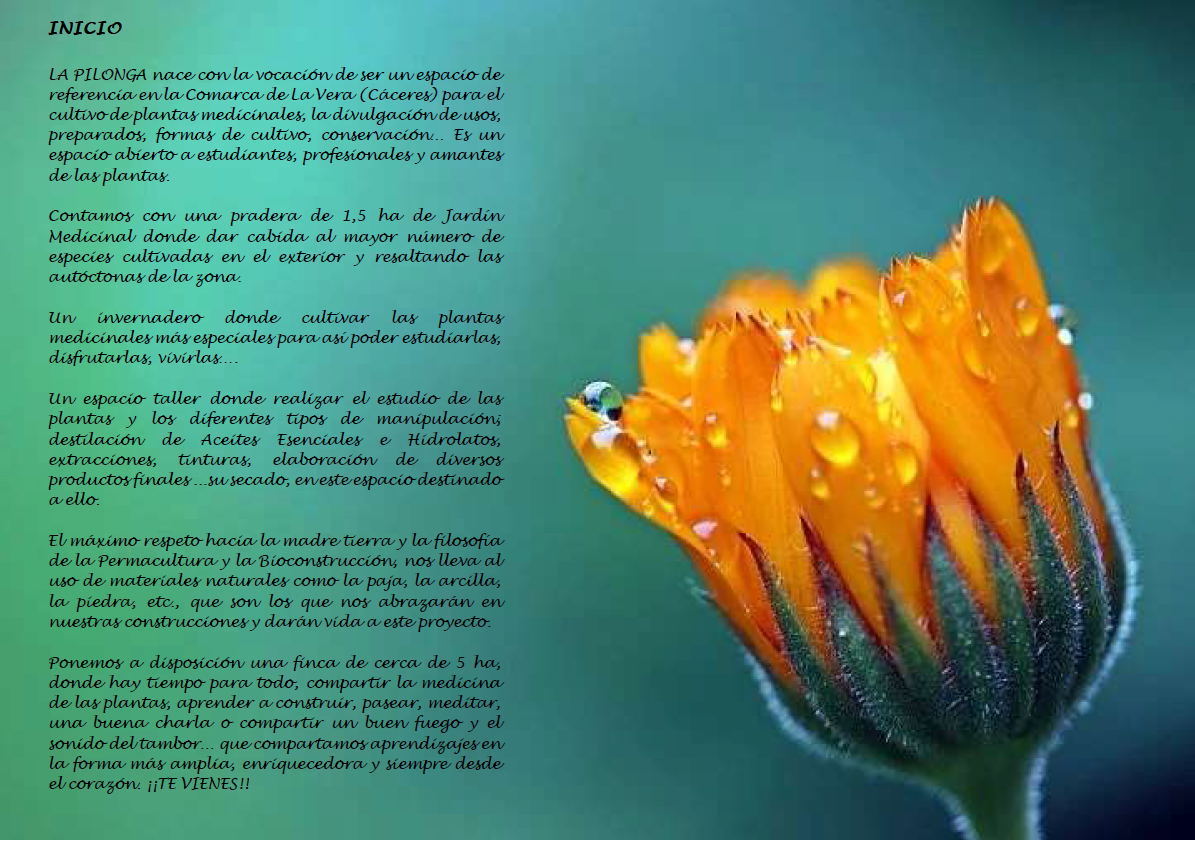 INICIO
LA PILONGA nace con la vocación de ser un espacio de
referencia en la Comarca de La Vera (Cáceres) para el
cultivo de plantas medicinales, la divulgación de usos,
preparados, formas de cultivo, conservación... Es un
espacio abierto a estudiantes, profesionales y amantes
de las plantas.
Contamos con una pradera de 1,5 ha de Jardín
Medicinal donde dar cabida al mayor número de
especies cultivadas en el exterior y resaltando las
autóctonas de la zona.
Un invernadero donde cultivar las plantas
medicinales más especiales para así poder estudiarlas,
disfrutarlas, vivirlas....
Un espacio taller donde realizar el estudio de las
plantas y los diferentes tipos de manipulación;
destilación de Aceites Esenciales e Hidrolatos,
extracciones, tinturas, elaboración de diversos
productos finales ...su secado, en este espacio destinado
a ello.
El máximo respeto hacia la madre tierra y la filosofía
de la Permacultura y la Bioconstrucción, nos lleva al
uso de materiales naturales como la paja, la arcilla,
la piedra, etc., que son los que nos abrazarán en
nuestras construcciones y darán vida a este proyecto.
Ponemos a disposición una finca de cerca de 5 ha,
donde hay tiempo para todo, compartir la medicina
de las plantas, aprender a construir, pasear, meditar,
una buena charla o compartir un buen fuego y el
sonido del tambor... que compartamos aprendizajes en
la forma más amplia, enriquecedora y siempre desde
el corazón. ¡¡TE VIENES!!